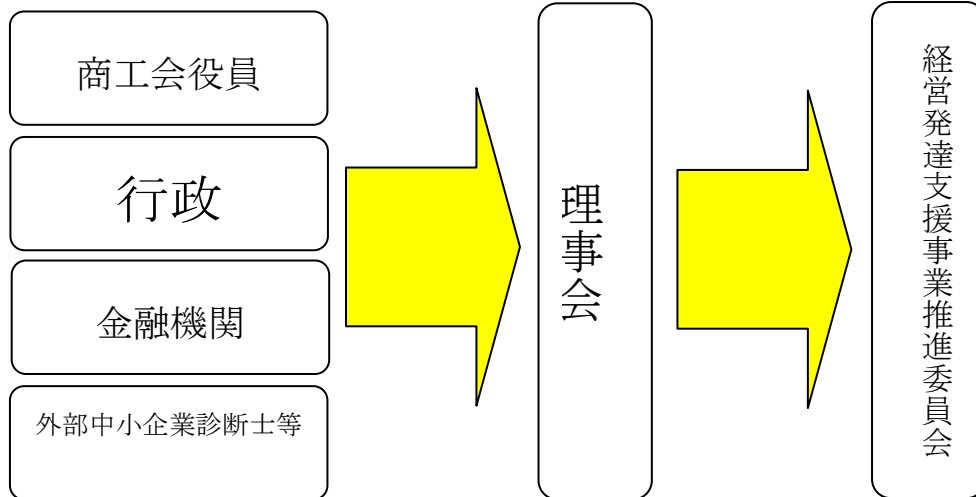 商工会役員
行政
金融機関
外部中小企業診断士等
理事会
経営発達支援事業推進委員会